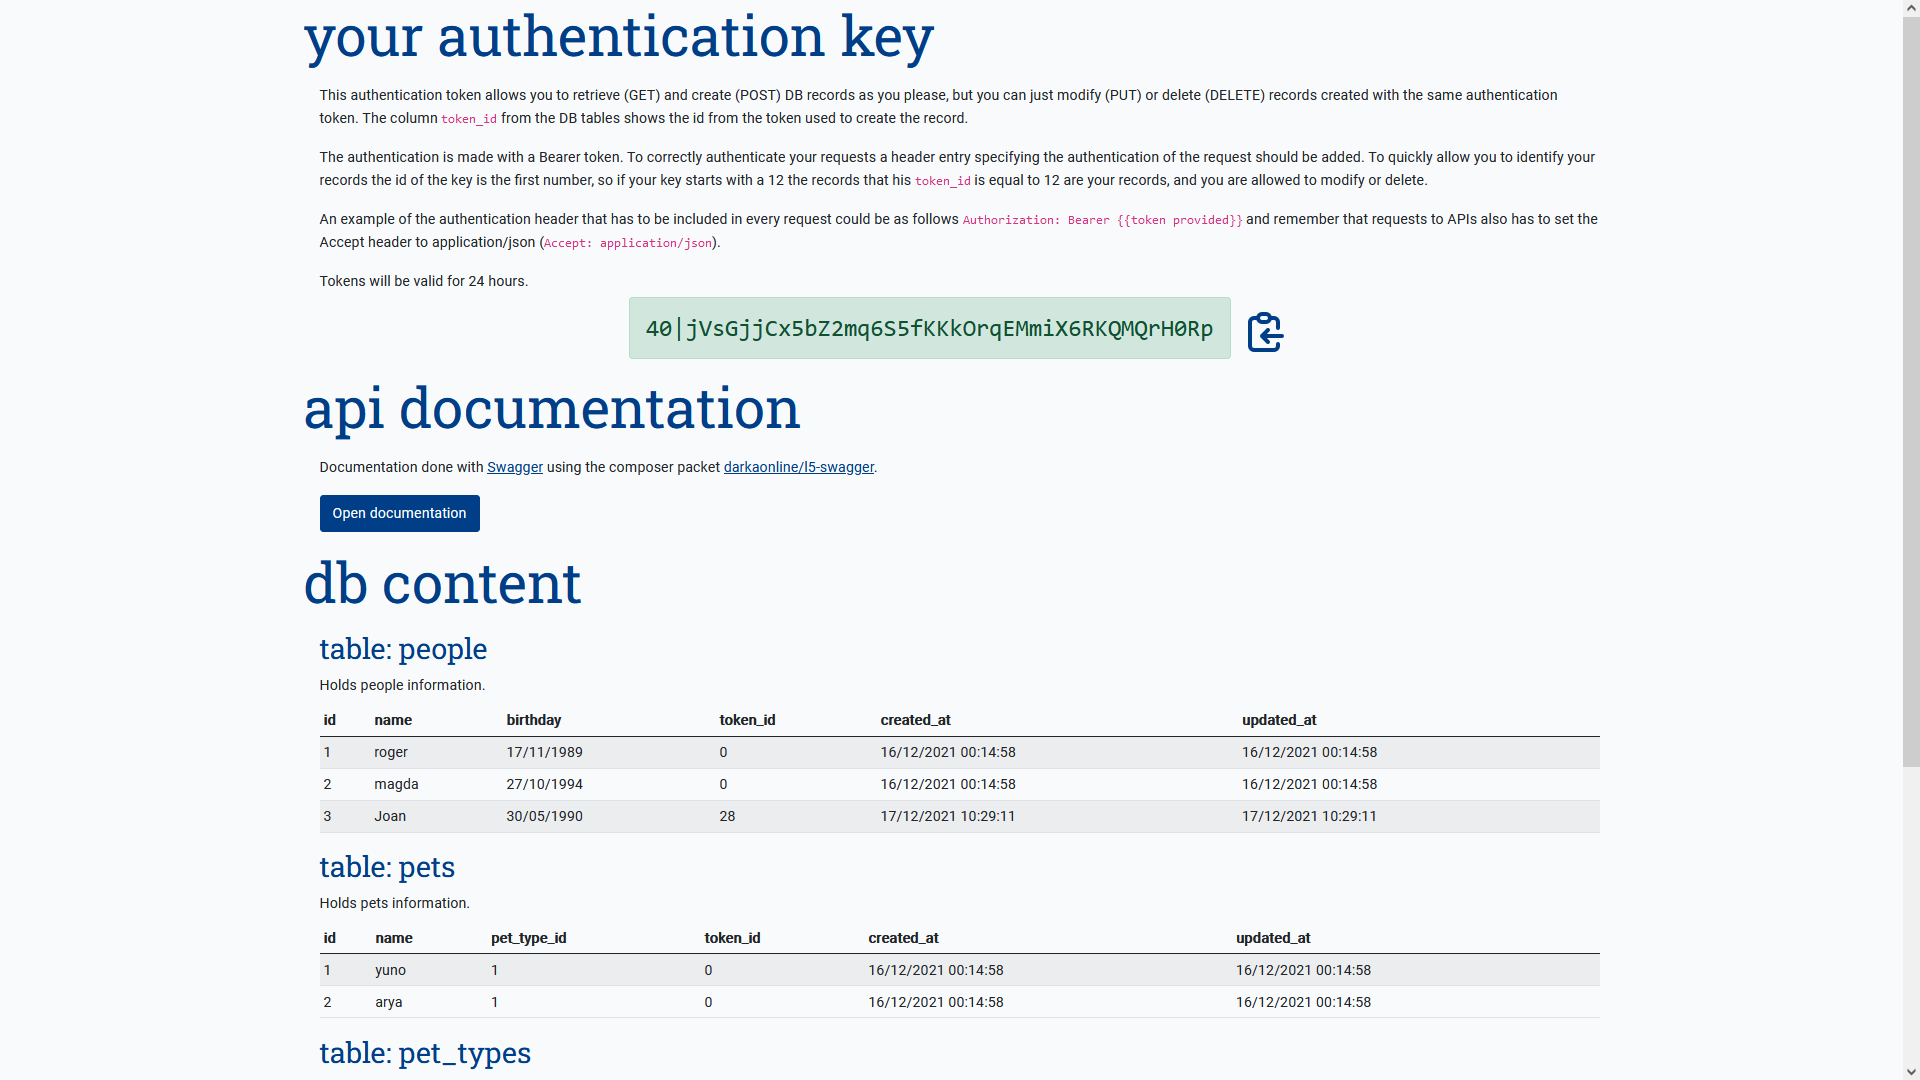 your authentication key
This authentication token allows you to retrieve (GET) and create (POST) DB records as you please, but you can just modify (PUT) or delete (DELETE) records created with the same authentication
token. The column token_id from the DB tables shows the id from the token used to create the record.
The authentication is made with a Bearer token. To correctly authenticate your requests a header entry specifying the authentication of the request should be added. To quickly allow you to identify your
records the id of the key is the first number, so if your key starts with a 12 the records that his token_id is equal to 12 are your records, and you are allowed to modify or delete.
An example of the authentication header that has to be included in every request could be as follows Authorization: Bearer {{token provided}} and remember that requests to APIs also has to set the
Accept header to application/json (Accept: application/json).
Tokens will be valid for 24 hours.
40|jVsGjjCx5bZ2mq6S5fKKkOrqEMmiX6RKQMQrH0Rp
api documentation
Documentation done with Swagger using the composer packet darkaonline/l5-swagger.
Open documentation
db content
table: people
Holds people information.
id name birthday token_id created_at updated_at
1 roger 17/11/1989 0 16/12/2021 00:14:58 16/12/2021 00:14:58
2 magda 27/10/1994 0 16/12/2021 00:14:58 16/12/2021 00:14:58
3 Joan 30/05/1990 28 17/12/2021 10:29:11 17/12/2021 10:29:11
table: pets
Holds pets information.
id name pet_type_id token_id created_at updated_at
1 yuno 1 0 16/12/2021 00:14:58 16/12/2021 00:14:58
2 arya 1 0 16/12/2021 00:14:58 16/12/2021 00:14:58
table: pet_types